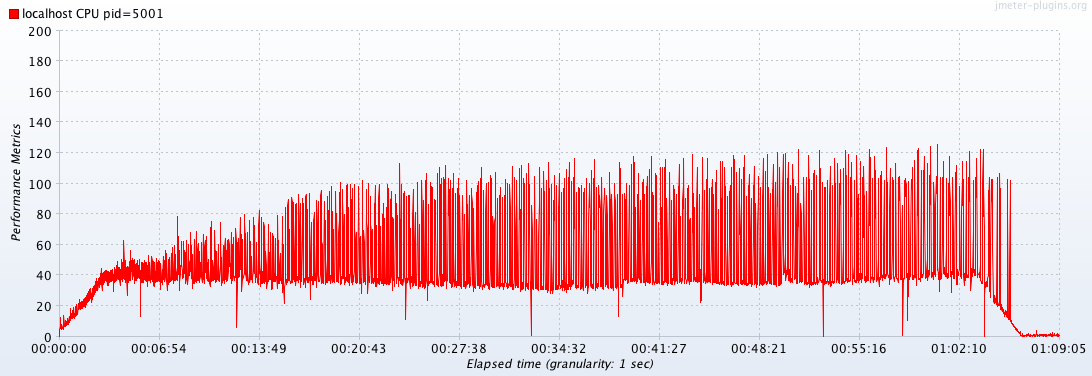 jmeter-plugins.org
localhost CPU pid=5001
200
180
160
140
120
100
80
60
40
20
0
Performance Metrics
00:00:00 00:06:54 00:13:49 00:20:43 00:27:38 00:34:32 00:41:27 00:48:21 00:55:16 01:02:10 01:09:05
Elapsed time (granularity: 1 sec)